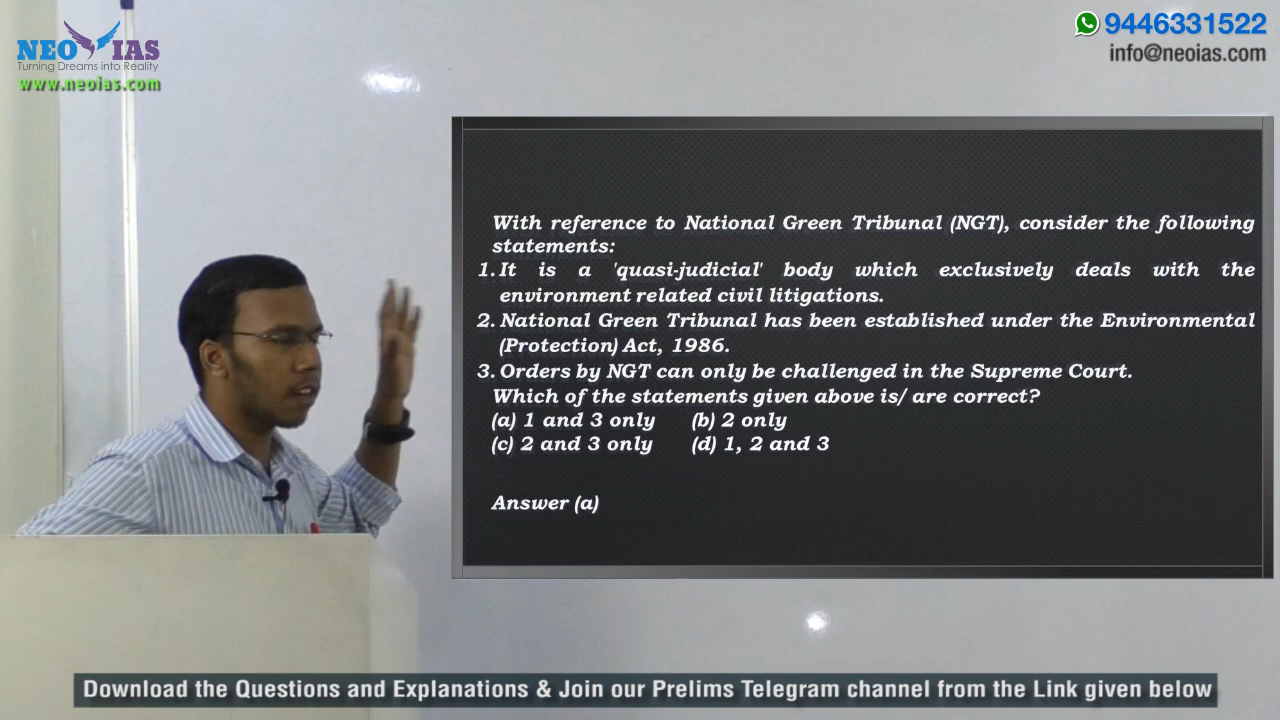 NEO IAS
Turning Dreams into Reality
www.neoias.com
9446331522
info@neoias.com
With reference to National Green Tribunal (NGT), consider the following
statements:
1. It is a 'quasi-judicial' body which exclusively deals with the
environment related civil litigations.
2. National Green Tribunal has been established under the Environmental
(Protection) Act, 1986.
3. Orders by NGT can only be challenged in the Supreme Court.
Which of the statements given above is/ are correct?
(a) 1 and 3 only (b) 2 only
(c) 2 and 3 only (d) 1, 2 and 3
Answer (a)
Download the Questions and Explanations & Join our Prelims Telegram channel from the Link given below